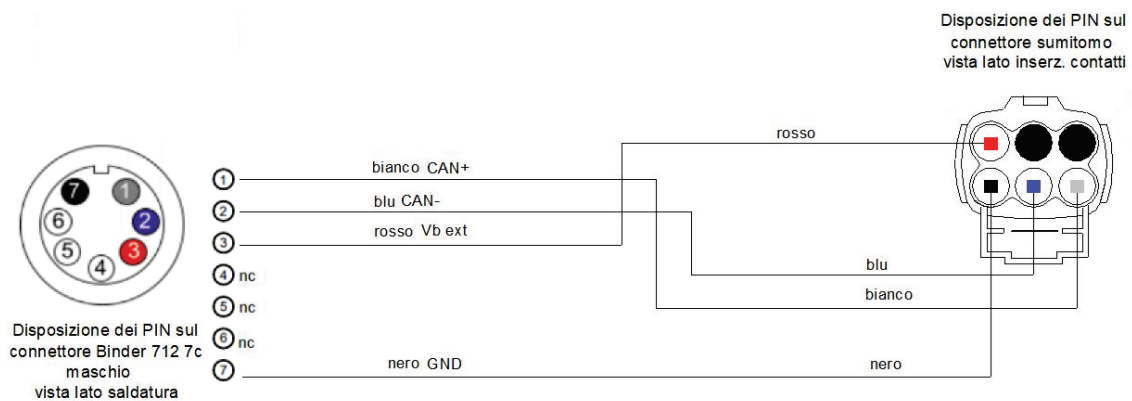 Disposizione dei PIN sul
connettore sumitomo
vista lato inserz. contatti
rosso
7 1
6 2
5 3
4
1 bianco CAN+
2 blu CAN-
3 rosso Vb ext
4 nc
5 nc
6 nc
7 nero GND
blu
bianco
nero
Disposizione dei PIN sul
connettore Binder 712 7c
maschio
vista lato saldatura